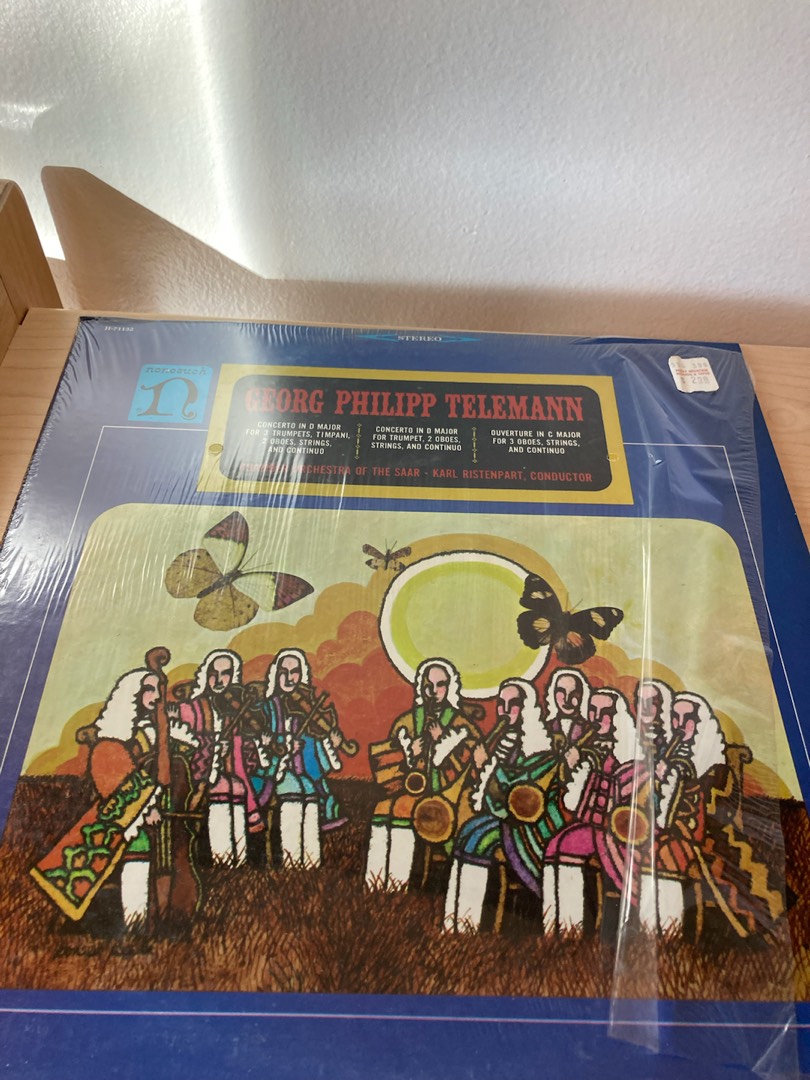 STEREO
nonesuch
n
GEORG PHILIPP TELEMANN
CONCERTO IN D MAJOR
FOR 3 TRUMPETS, TIMPANI,
2 OBOES, STRINGS,
AND CONTINUO
CONCERTO IN D MAJOR
FOR TRUMPET, 2 OBOES,
STRINGS, AND CONTINUO
OUVERTURE IN C MAJOR
FOR 3 OBOES, STRINGS,
AND CONTINUO
CHAMBER ORCHESTRA OF THE SAAR · KARL RISTENPART, CONDUCTOR